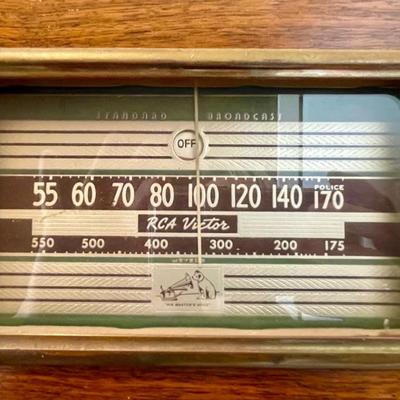 STANDARD BROADCAST
OFF
55 60 70 80 100 120 140 POLICE 170
RCA Victor
550 500 400 300 200 175
METERS
"HIS MASTER'S VOICE"